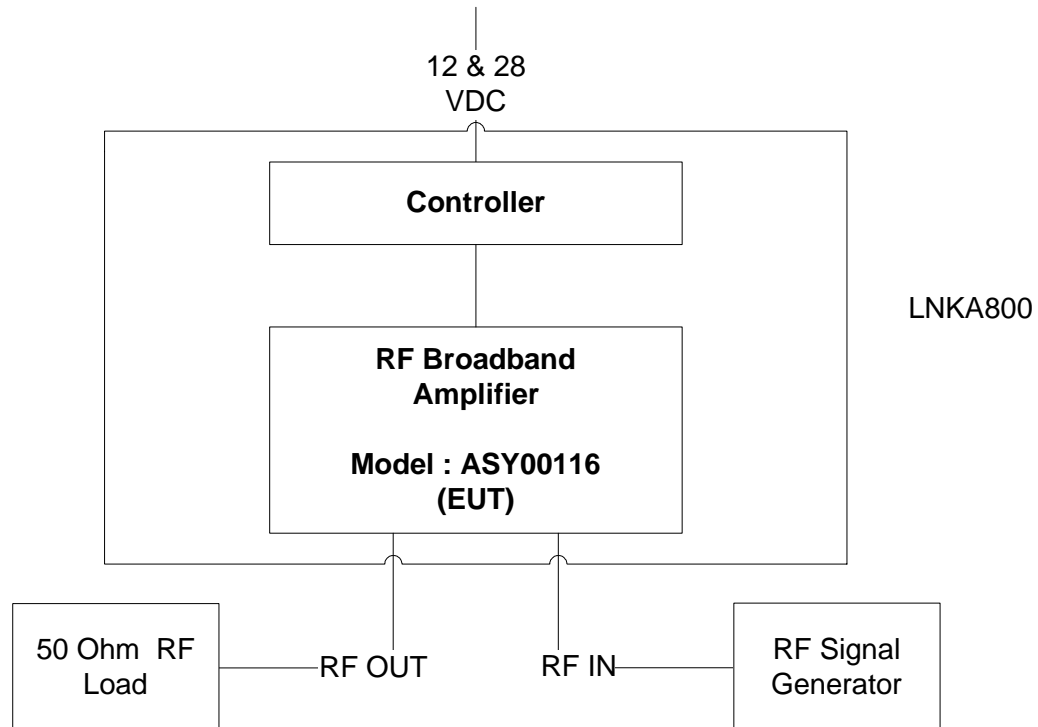 12 & 28
VDC
Controller
LNKA800
RF Broadband
Amplifier
Model : ASY00116
(EUT)
50 Ohm RF
Load
RF OUT
RF IN
RF Signal
Generator